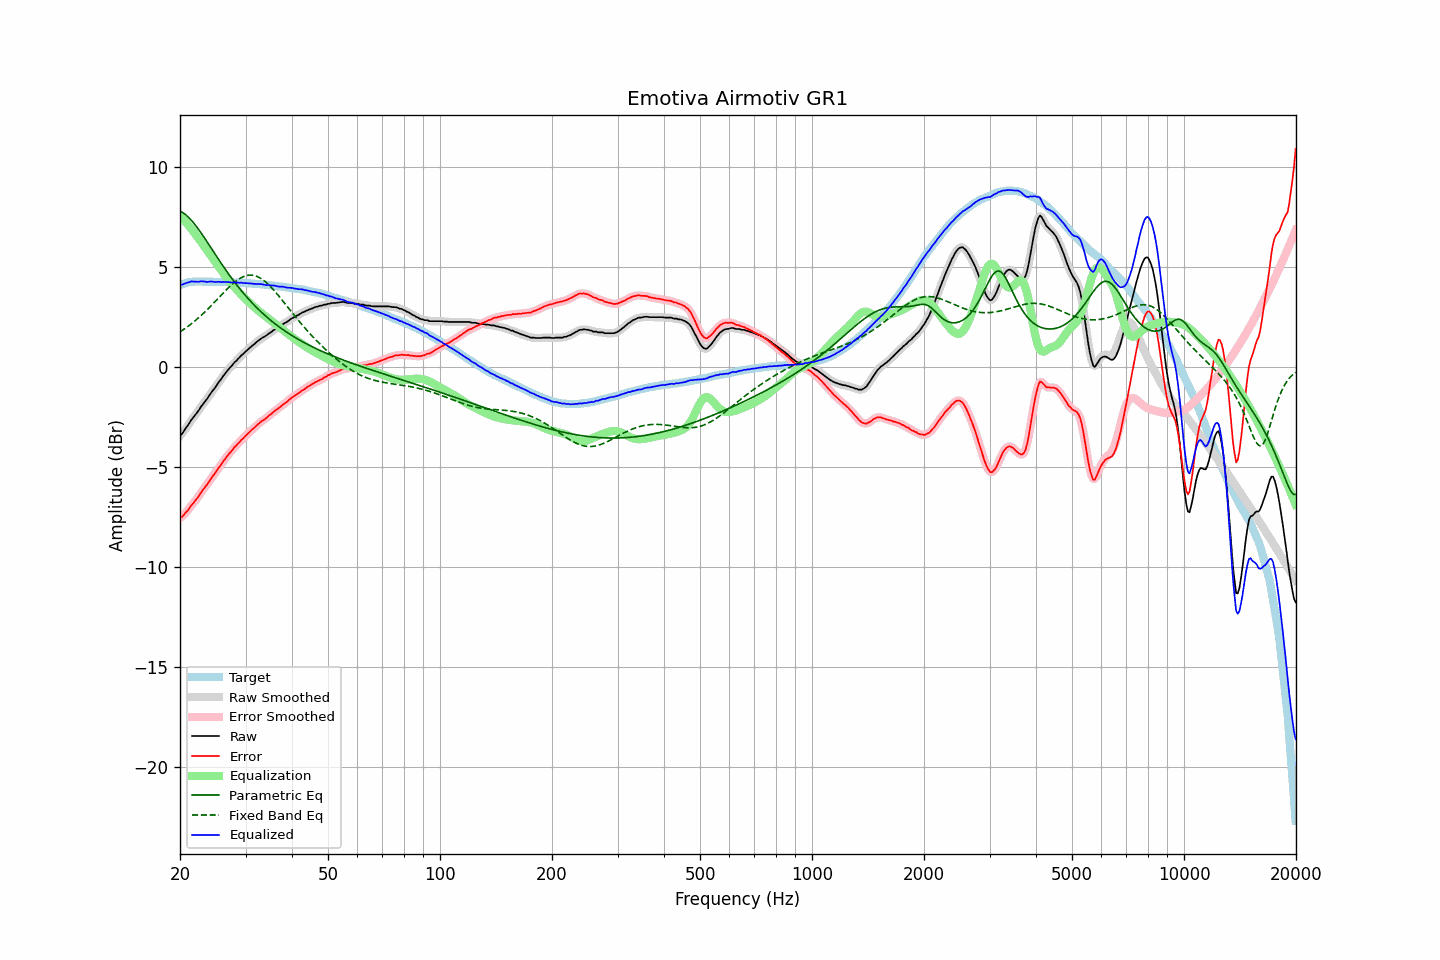 Emotiva Airmotiv GR1
Amplitude (dBr)
10
5
0
−5
−10
−15
−20
Target
Raw Smoothed
Error Smoothed
Raw
Error
Equalization
Parametric Eq
Fixed Band Eq
Equalized
20 50 100 200 500 1000 2000 5000 10000 20000
Frequency (Hz)